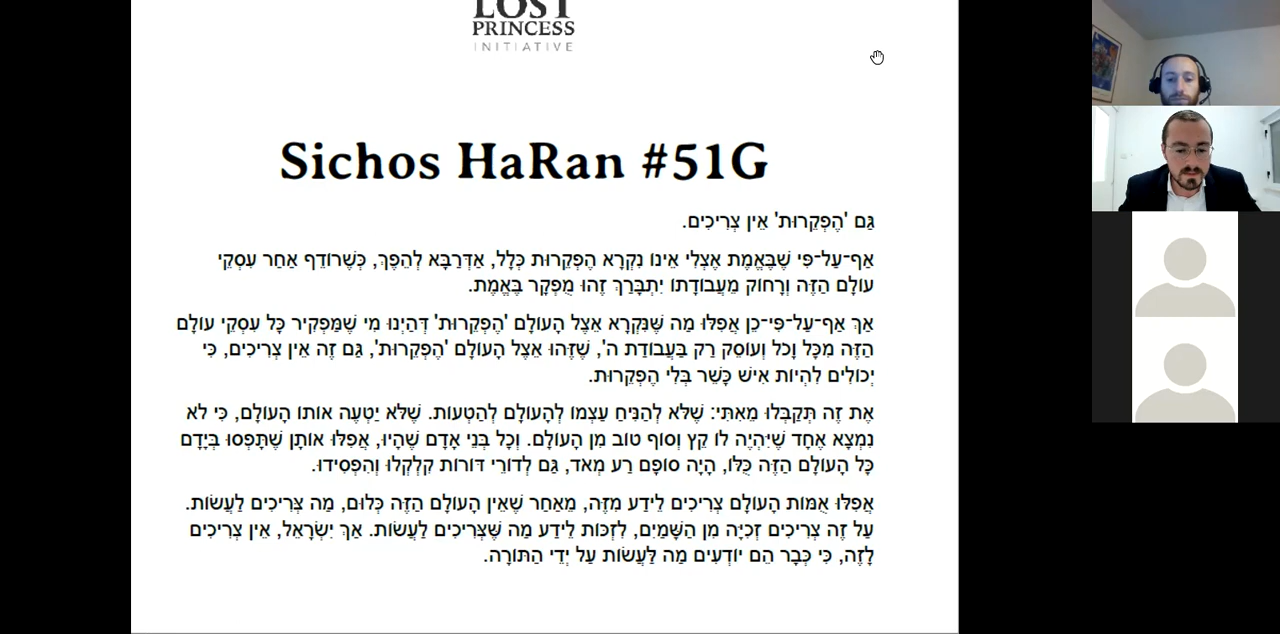 LOST
PRINCESS
INITIATIVE
Sichos HaRan #51G
גַּם 'הֶפְקֵרוּת' אֵין צְרִיכִים.
אַף־עַל־פִּי שֶׁבֶּאֱמֶת אֶצְלִי אֵינוֹ נִקְרָא הֶפְקֵרוּת כְּלָל, אַדְּרַבָּא לְהֵפֶךְ, כְּשֶׁרוֹדֵף אַחַר עִסְקֵי
עוֹלָם הַזֶּה וְרָחוֹק מֵעֲבוֹדָתוֹ יִתְבָּרַךְ זֶהוּ מֻפְקָר בֶּאֱמֶת.
אַךְ אַף־עַל־פִּי־כֵן אֲפִלּוּ מַה שֶּׁנִּקְרָא אֵצֶל הָעוֹלָם 'הֶפְקֵרוּת' דְּהַיְנוּ מִי שֶׁמַּפְקִיר כָּל עִסְקֵי עוֹלָם
הַזֶּה מִכָּל וָכֹל וְעוֹסֵק רַק בַּעֲבוֹדַת ה', שֶׁזֶּהוּ אֵצֶל הָעוֹלָם 'הֶפְקֵרוּת', גַּם זֶה אֵין צְרִיכִים, כִּי
יְכוֹלִים לִהְיוֹת אִישׁ כָּשֵׁר בְּלִי הֶפְקֵרוּת.
אֶת זֶה תְּקַבְּלוּ מֵאִתִּי: שֶׁלֹּא לְהַנִּיחַ עַצְמוֹ לְהָעוֹלָם לְהַטְעוֹת. שֶׁלֹּא יַטְעֶה אוֹתוֹ הָעוֹלָם, כִּי לֹא
נִמְצָא אֶחָד שֶׁיִּהְיֶה לוֹ קֵץ וְסוֹף טוֹב מִן הָעוֹלָם. וְכָל בְּנֵי אָדָם שֶׁהָיוּ, אֲפִלּוּ אוֹתָן שֶׁתָּפְסוּ בְּיָדָם
כָּל הָעוֹלָם הַזֶּה כֻּלּוֹ, הָיָה סוֹפָם רַע מְאֹד, גַּם לְדוֹרֵי דּוֹרוֹת קִלְקְלוּ וְהִפְסִידוּ.
אֲפִלּוּ אֻמּוֹת הָעוֹלָם צְרִיכִים לֵידַע מִזֶּה, מֵאַחַר שֶׁאֵין הָעוֹלָם הַזֶּה כְּלוּם, מַה צְּרִיכִים לַעֲשׂוֹת.
עַל זֶה צְרִיכִים זְכִיָּה מִן הַשָּׁמַיִם, לִזְכּוֹת לֵידַע מַה שֶּׁצְּרִיכִים לַעֲשׂוֹת. אַךְ יִשְׂרָאֵל, אֵין צְרִיכִים
לָזֶה, כִּי כְּבָר הֵם יוֹדְעִים מַה לַּעֲשׂוֹת עַל יְדֵי הַתּוֹרָה.